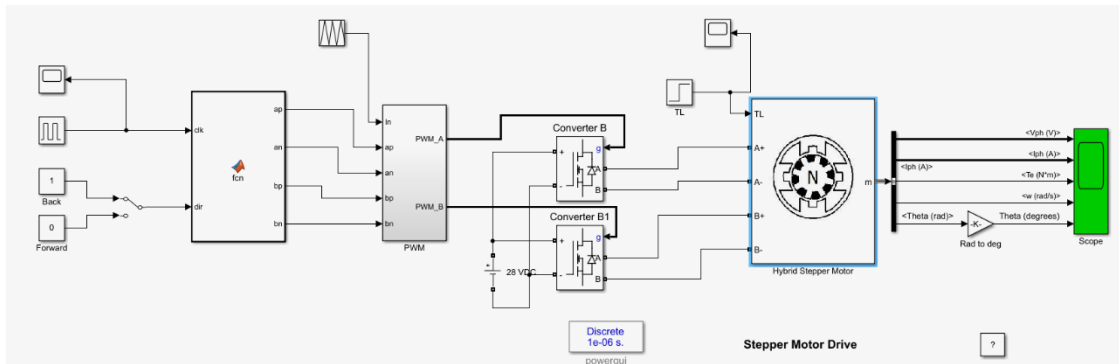 TL
Converter B
clk
dir
fcn
ap
an
bp
bn
In
ap
an
bp
bn
PWM_A
PWM_B
PWM
1
Back
0
Forward
g
+
-
A
B
Converter B1
g
+
-
A
B
+
28 VDC
TL
A+
A-
B+
B-
N
m
Hybrid Stepper Motor
<Vph (V)>
<Iph (A)>
<Iph (A)>
<Te (N*m)>
<w (rad/s)>
<Theta (rad)>
-K-
Rad to deg
Theta (degrees)
Scope
Discrete
1e-06 s.
powergui
Stepper Motor Drive
?